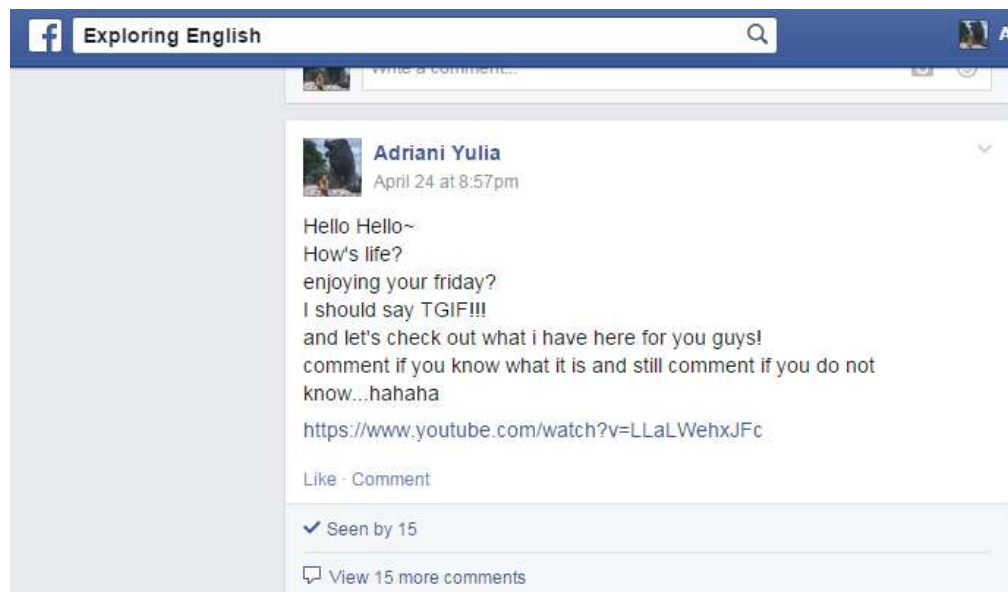 f Exploring English A
Write a comment...
Adriani Yulia
April 24 at 8:57pm
Hello Hello~
How's life?
enjoying your friday?
I should say TGIF!!!
and let's check out what i have here for you guys!
comment if you know what it is and still comment if you do not
know...hahaha
https://www.youtube.com/watch?v=LLaLWehxJFc
Like · Comment
Seen by 15
View 15 more comments